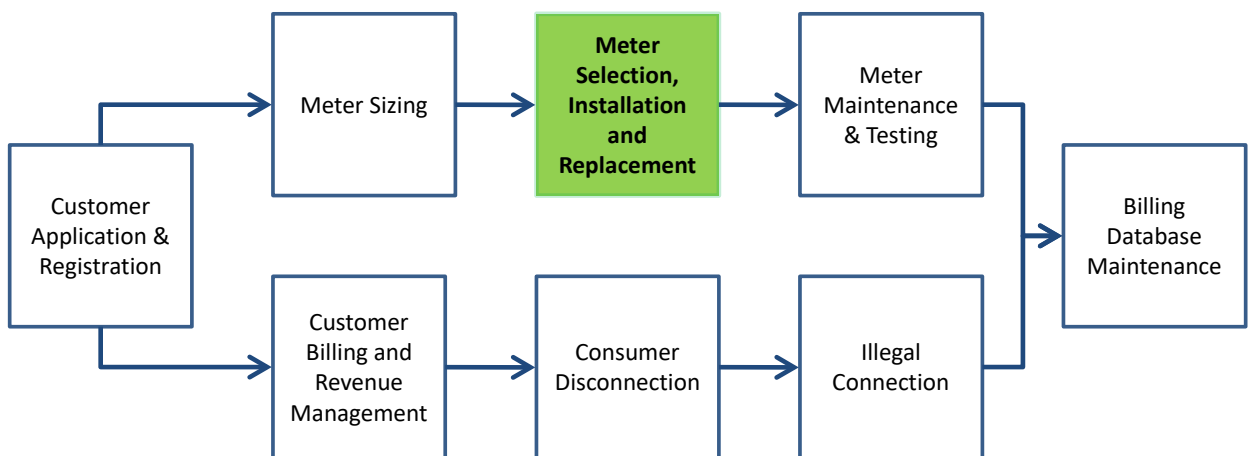 Customer
Application &
Registration
Meter Sizing
Meter
Selection,
Installation
and
Replacement
Meter
Maintenance
& Testing
Customer
Billing and
Revenue
Management
Consumer
Disconnection
Illegal
Connection
Billing
Database
Maintenance